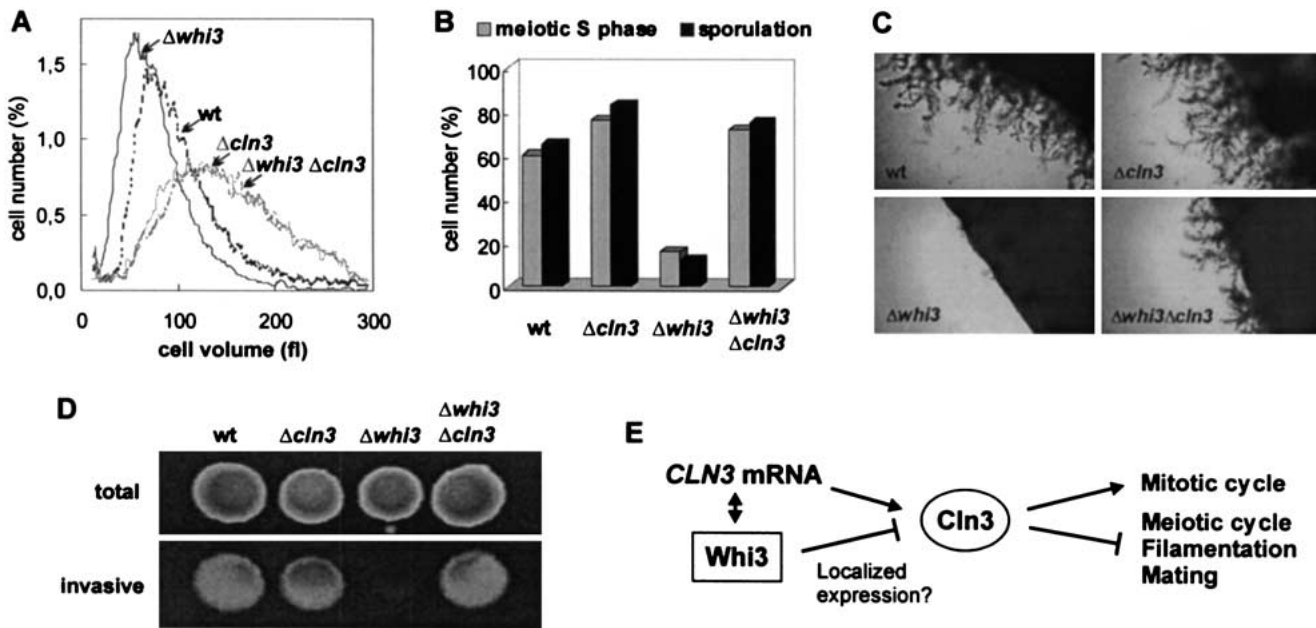 A
Δwhi3
wt
Δcln3
Δwhi3 Δcln3
1,5
1,0
0,5
0,0
cell number (%)
0
100
200
300
cell volume (fl)
B
meiotic S phase
sporulation
100
80
60
40
20
0
cell number (%)
wt
Δcln3
Δwhi3
Δwhi3
Δcln3
C
wt
Δcln3
Δwhi3
Δwhi3Δcln3
D
wt
Δcln3
Δwhi3
Δwhi3
Δcln3
total
invasive
E
CLN3 mRNA
Whi3
Localized
expression?
Cln3
Mitotic cycle
Meiotic cycle
Filamentation
Mating